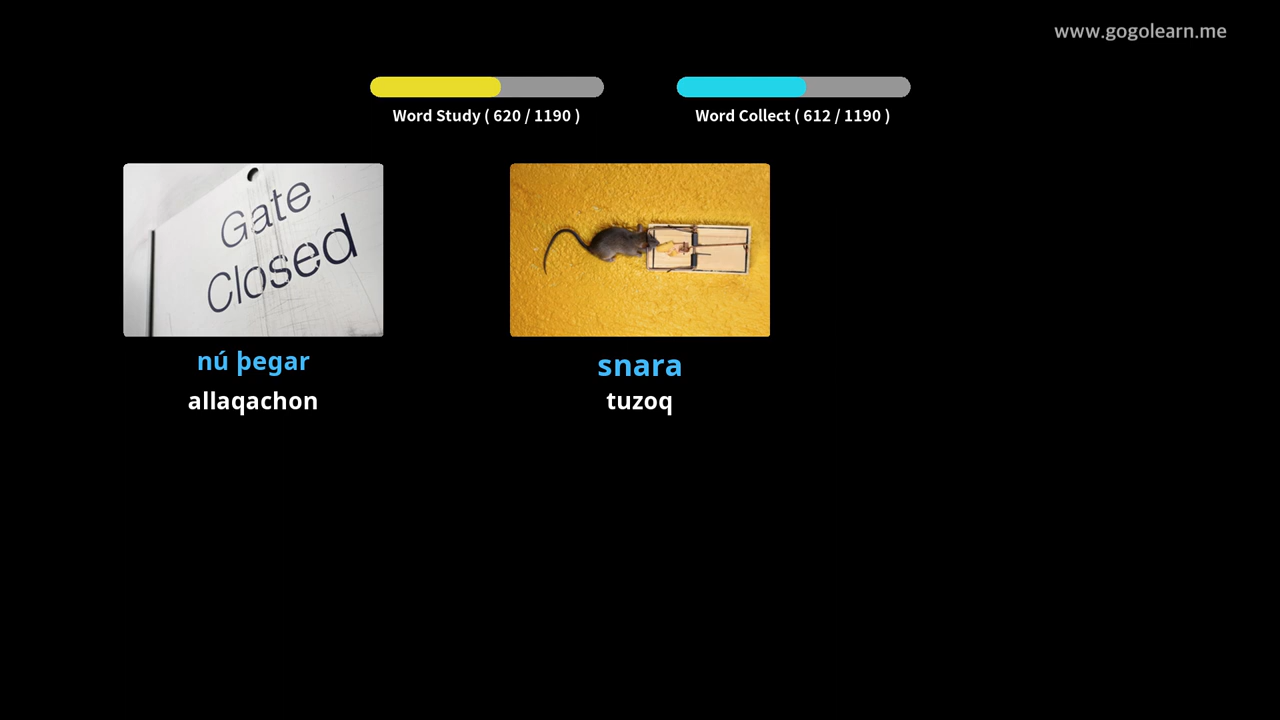 www.gogolearn.me
Word Study ( 620 / 1190 )
Word Collect ( 612 / 1190 )
Gate
Closed
nú þegar
allaqachon
snara
tuzoq